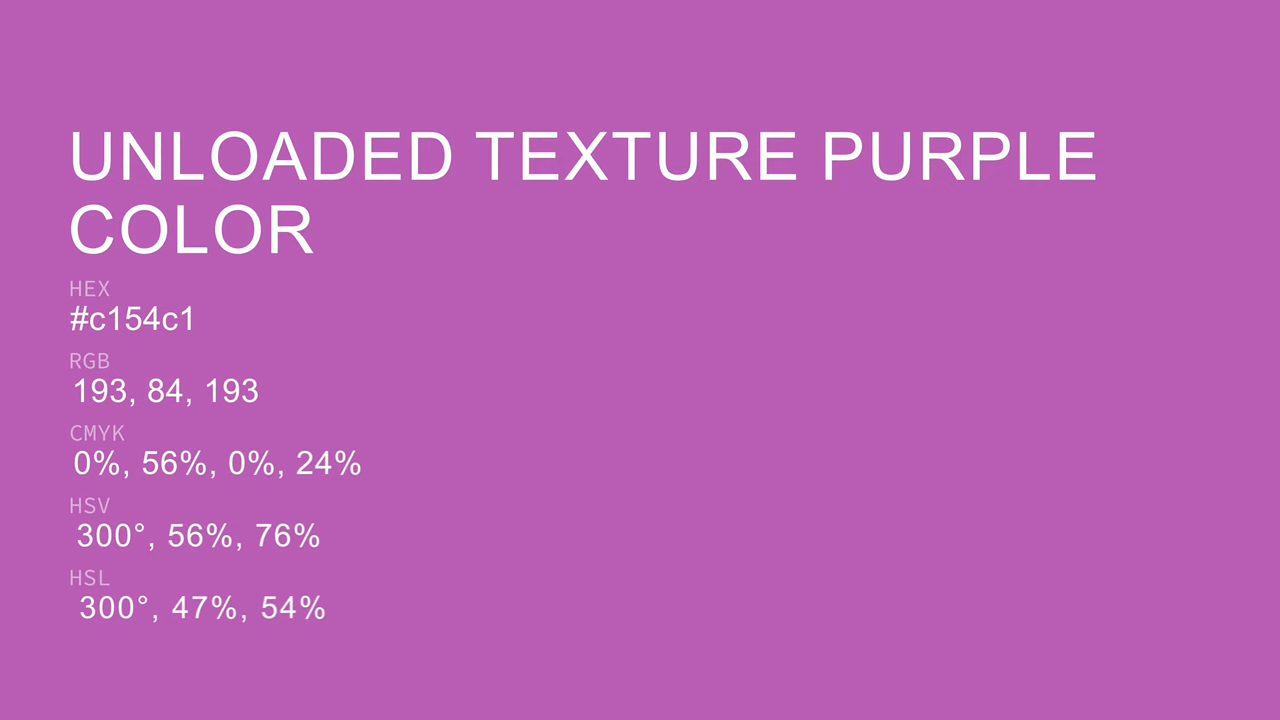 UNLOADED TEXTURE PURPLE
COLOR
HEX
#c154c1
RGB
193, 84, 193
CMYK
0%, 56%, 0%, 24%
HSV
300°, 56%, 76%
HSL
300°, 47%, 54%